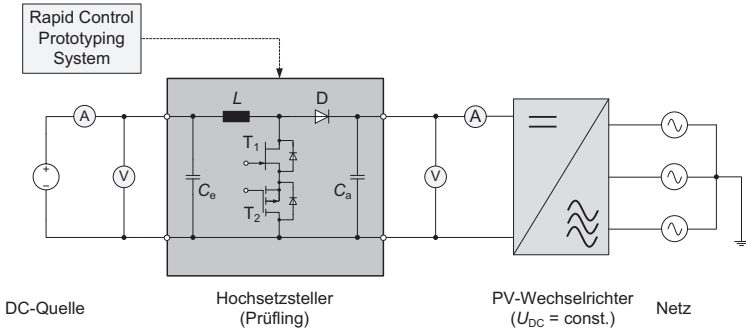 Rapid Control
Prototyping
System
A
L
D
A
T1
V
Ce
Ca
V
T2
DC-Quelle
Hochsetzsteller
(Prüfling)
PV-Wechselrichter
(UDC = const.)
Netz